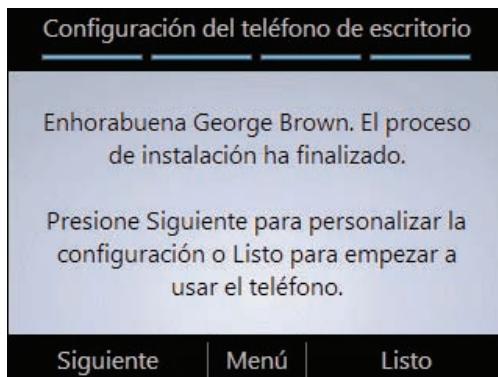 Configuración del teléfono de escritorio
Enhorabuena George Brown. El proceso
de instalación ha finalizado.
Presione Siguiente para personalizar la
configuración o Listo para empezar a
usar el teléfono.
Siguiente | Menú | Listo